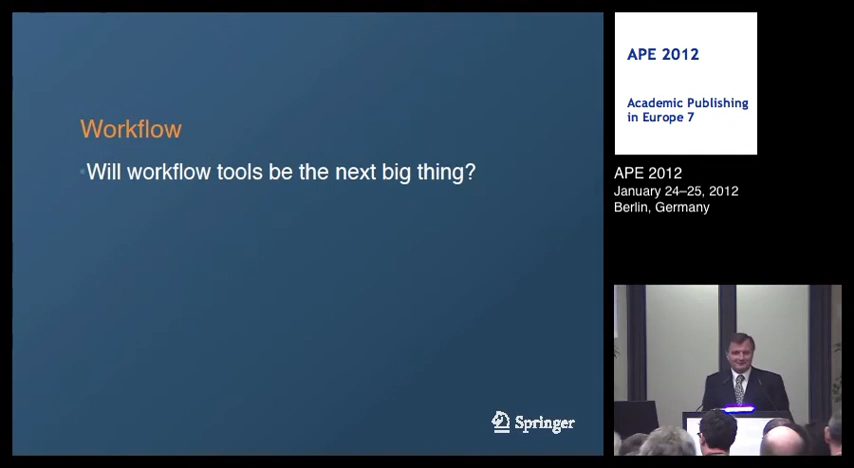 Workflow
•Will workflow tools be the next big thing?
Springer
APE 2012
Academic Publishing
in Europe 7
APE 2012
January 24–25, 2012
Berlin, Germany